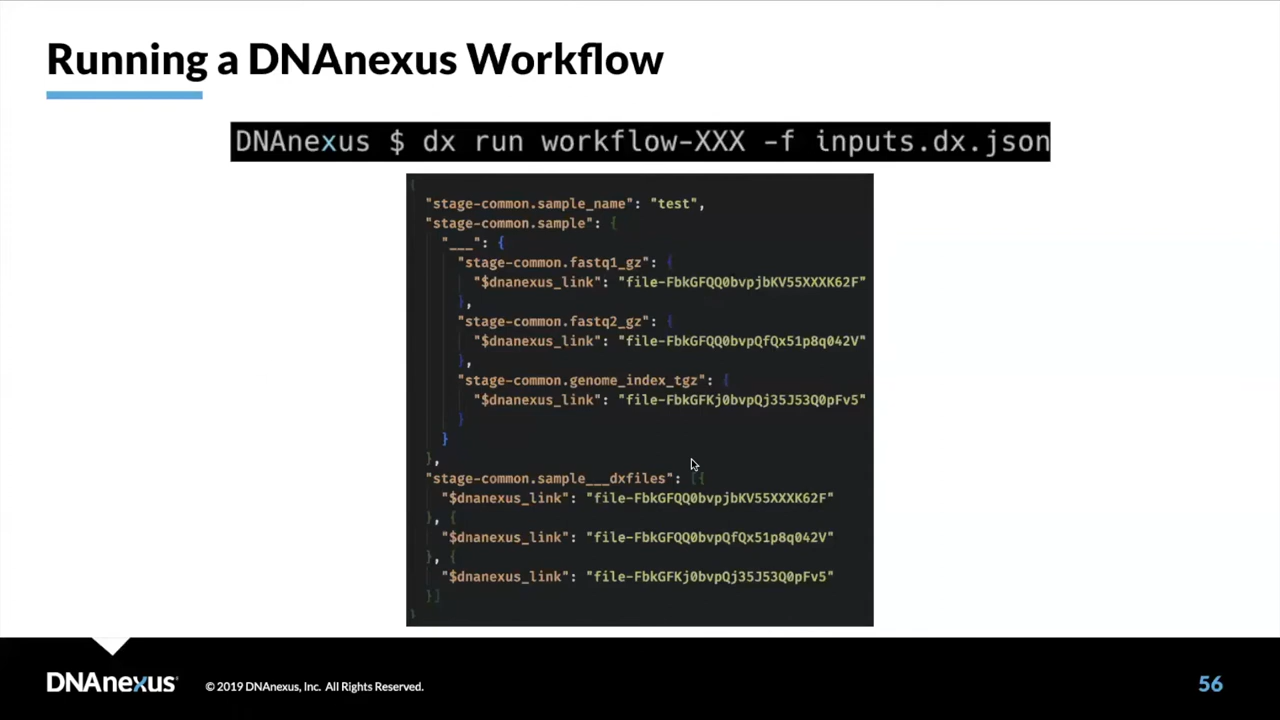 Running a DNAnexus Workflow
DNAnexus $ dx run workflow-XXX -f inputs.dx.json
{
"stage-common.sample_name": "test",
"stage-common.sample": {
"___": {
"stage-common.fastq1_gz": {
"$dnanexus_link": "file-FbkGFQQ0bvpjbKV55XXXK62F"
},
"stage-common.fastq2_gz": {
"$dnanexus_link": "file-FbkGFQQ0bvpQfQx51p8q042V"
},
"stage-common.genome_index_tgz": {
"$dnanexus_link": "file-FbkGFKj0bvpQj35J53Q0pFv5"
}
}
},
"stage-common.sample___dxfiles": [{
"$dnanexus_link": "file-FbkGFQQ0bvpjbKV55XXXK62F"
}, {
"$dnanexus_link": "file-FbkGFQQ0bvpQfQx51p8q042V"
}, {
"$dnanexus_link": "file-FbkGFKj0bvpQj35J53Q0pFv5"
}]
}
DNAnexus © 2019 DNAnexus, Inc. All Rights Reserved. 56